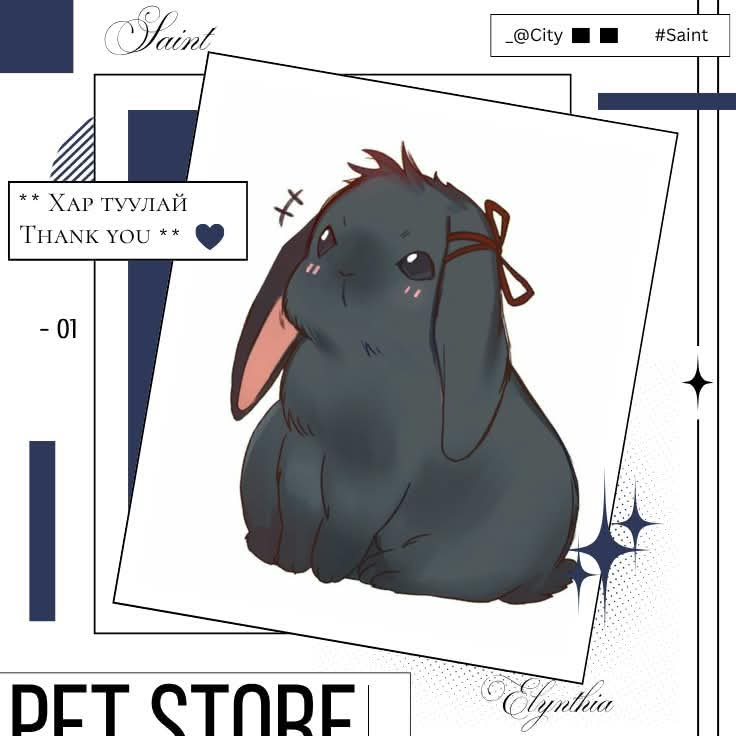 Saint
_@City ■ ■ #Saint
** Хар туулай
Thank you **
- 01
Elynthia
PET STORE